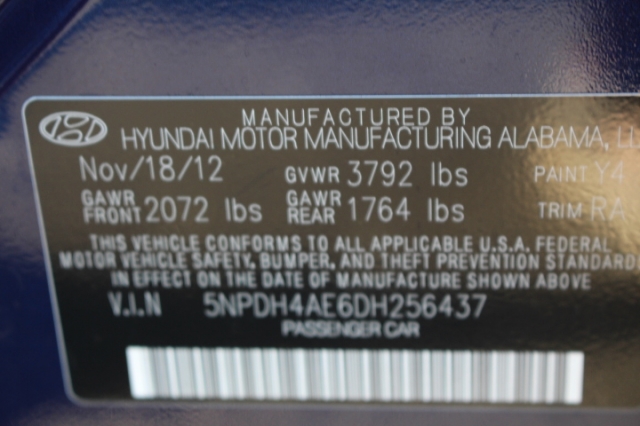 MANUFACTURED BY
HYUNDAI MOTOR MANUFACTURING ALABAMA, LL
Nov/18/12 GVWR 3792 lbs PAINT Y4
GAWR FRONT 2072 lbs GAWR REAR 1764 lbs TRIM RA
THIS VEHICLE CONFORMS TO ALL APPLICABLE U.S.A. FEDERAL
MOTOR VEHICLE SAFETY, BUMPER, AND THEFT PREVENTION STANDARD
IN EFFECT ON THE DATE OF MANUFACTURE SHOWN ABOVE
V.I.N 5NPDH4AE6DH256437
PASSENGER CAR